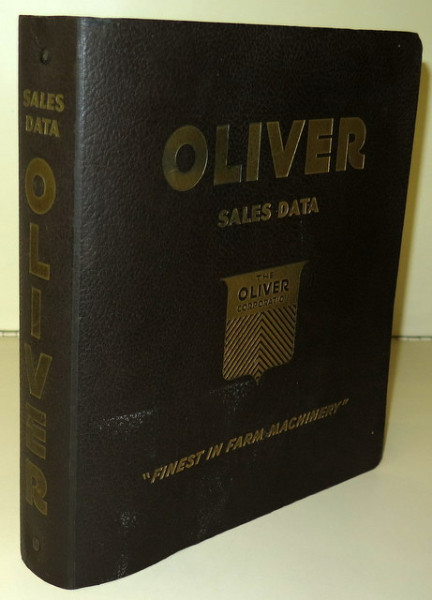 SALES
DATA
OLIVER
OLIVER
SALES DATA
THE
OLIVER
CORPORATION
"FINEST IN FARM MACHINERY"